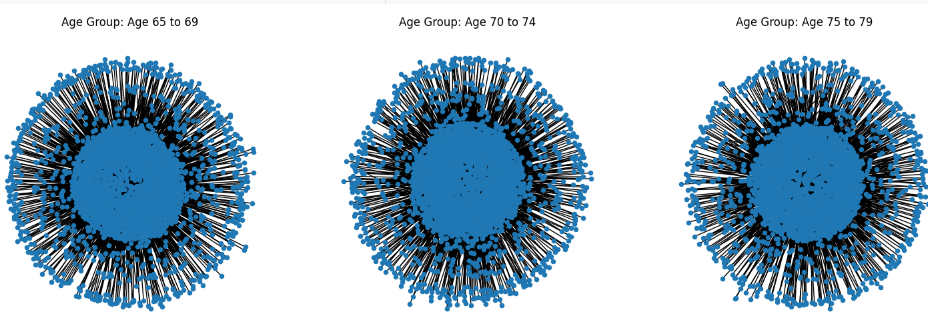 Age Group: Age 65 to 69
Age Group: Age 70 to 74
Age Group: Age 75 to 79